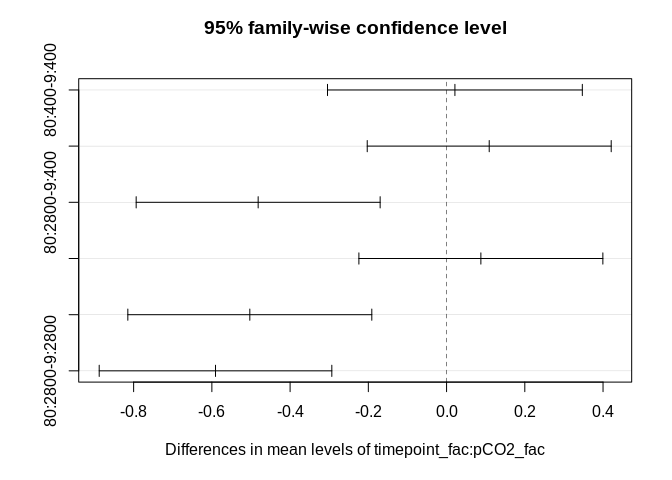 95% family-wise confidence level
80:400-9:400
80:2800-9:400
80:2800-9:2800
-0.8 -0.6 -0.4 -0.2 0.0 0.2 0.4
Differences in mean levels of timepoint_fac:pCO2_fac